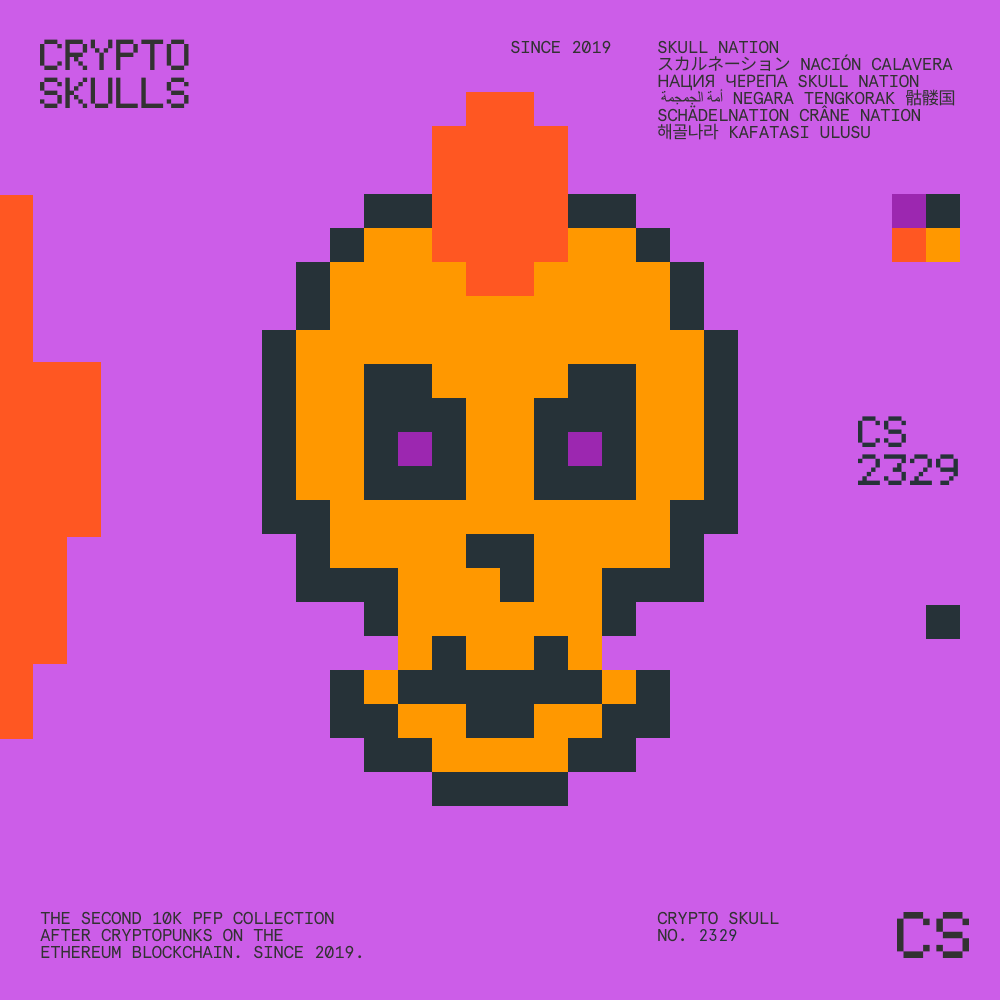 CRYPTO
SKULLS
SINCE 2019
SKULL NATION
スカルネーション NACIÓN CALAVERA
НАЦИЯ ЧЕРЕПА SKULL NATION
أمة الجمجمة NEGARA TENGKORAK 骷髅国
SCHÄDELNATION CRÂNE NATION
해골나라 KAFATASI ULUSU
CS
2329
THE SECOND 10K PFP COLLECTION
AFTER CRYPTOPUNKS ON THE
ETHEREUM BLOCKCHAIN. SINCE 2019.
CRYPTO SKULL
NO. 2329
CS